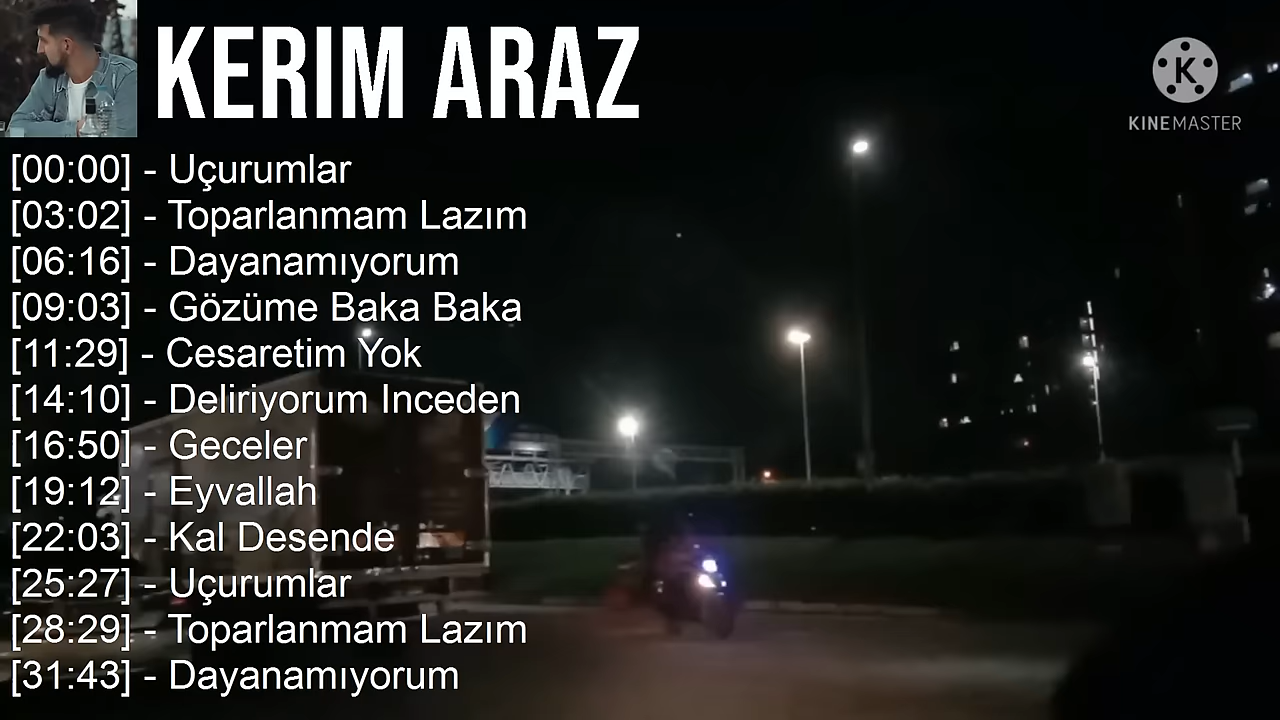 KERIM ARAZ
K
KINEMASTER
[00:00] - Uçurumlar
[03:02] - Toparlanmam Lazım
[06:16] - Dayanamıyorum
[09:03] - Gözüme Baka Baka
[11:29] - Cesaretim Yok
[14:10] - Deliriyorum Inceden
[16:50] - Geceler
[19:12] - Eyvallah
[22:03] - Kal Desende
[25:27] - Uçurumlar
[28:29] - Toparlanmam Lazım
[31:43] - Dayanamıyorum